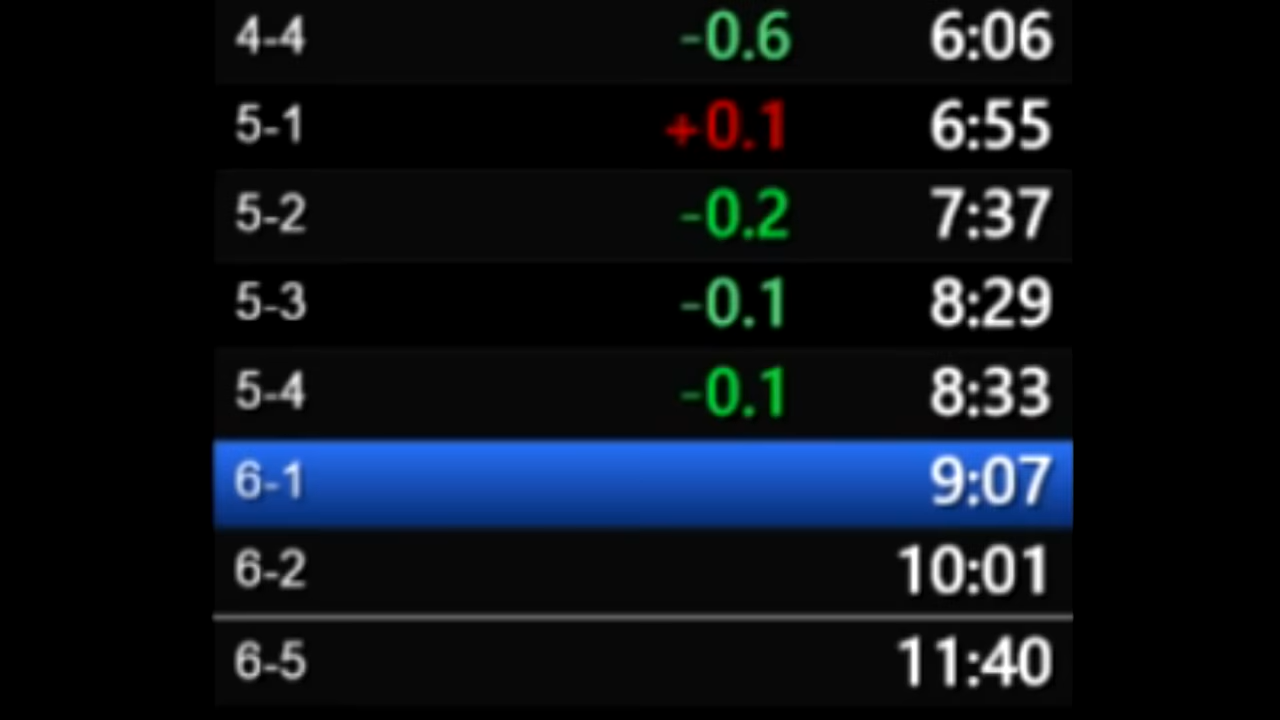 4-4 -0.6 6:06
5-1 +0.1 6:55
5-2 -0.2 7:37
5-3 -0.1 8:29
5-4 -0.1 8:33
6-1 9:07
6-2 10:01
6-5 11:40